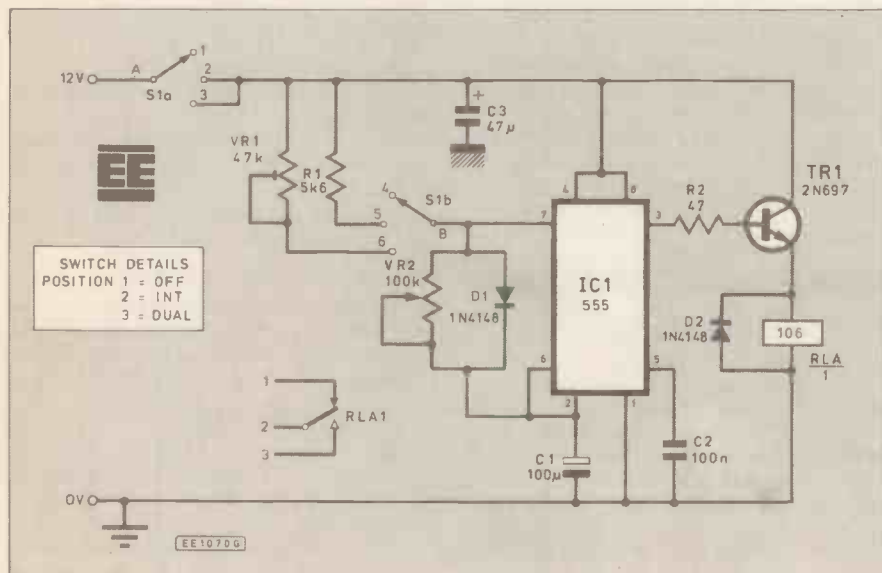 12V
A
1
2
3
S1a
EE
VR1
47k
R1
5k6
4
5
6
S1b
B
C3
47µ
+
VR2
100k
D1
1N4148
7
4
8
3
6
5
2
1
IC1
555
R2
47
TR1
2N697
D2
1N4148
106
RLA
1
SWITCH DETAILS
POSITION 1 = OFF
2 = INT
3 = DUAL
1
2
3
RLA1
C1
100µ
C2
100n
0V
EE1070G